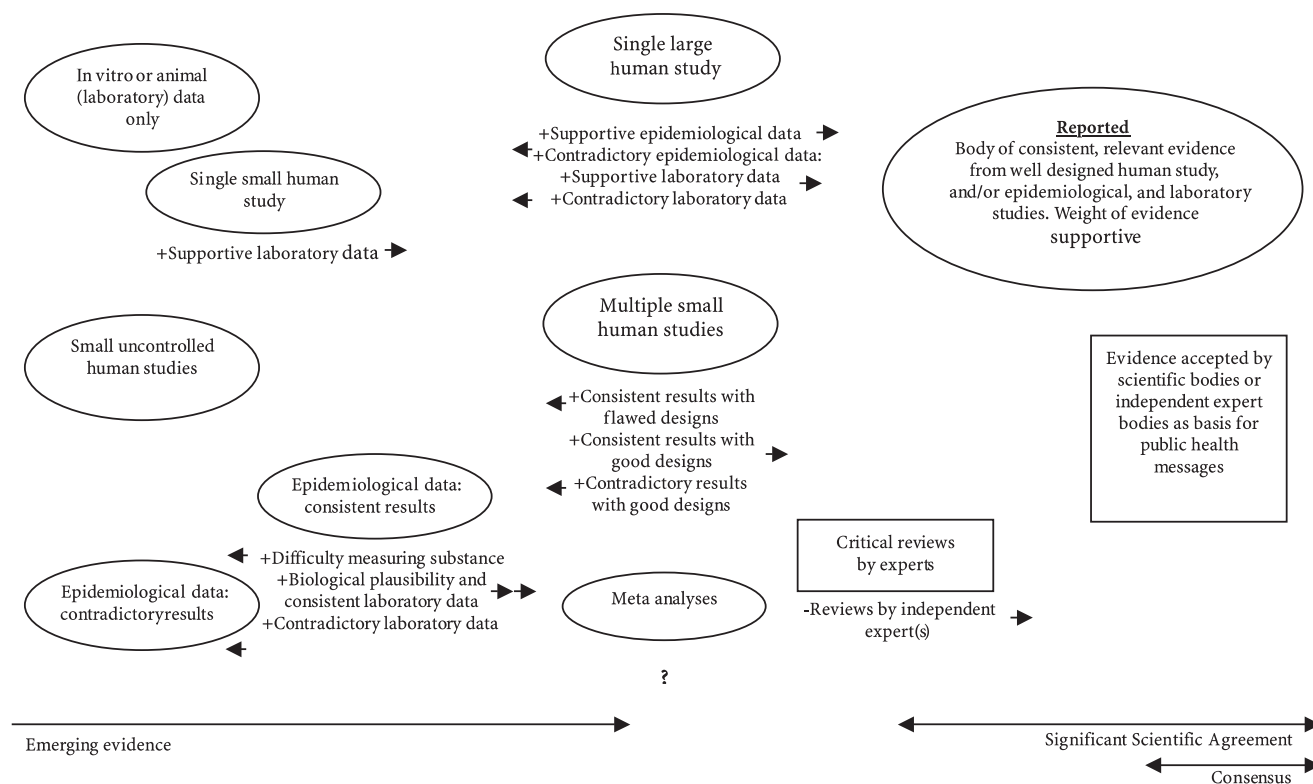 In vitro or animal
(laboratory) data
only
Single small human
study
+Supportive laboratory data
Small uncontrolled
human studies
Epidemiological data:
consistent results
+Difficulty measuring substance
+Biological plausibility and
consistent laboratory data
+Contradictory laboratory data
Epidemiological data:
contradictoryresults
Single large
human study
+Supportive epidemiological data
+Contradictory epidemiological data:
+Supportive laboratory data
+Contradictory laboratory data
Multiple small
human studies
+Consistent results with
flawed designs
+Consistent results with
good designs
+Contradictory results
with good designs
Meta analyses
?
Critical reviews
by experts
-Reviews by independent
expert(s)
Reported
Body of consistent, relevant evidence
from well designed human study,
and/or epidemiological, and laboratory
studies. Weight of evidence
supportive
Evidence accepted by
scientific bodies or
independent expert
bodies as basis for
public health
messages
Emerging evidence
Significant Scientific Agreement
Consensus